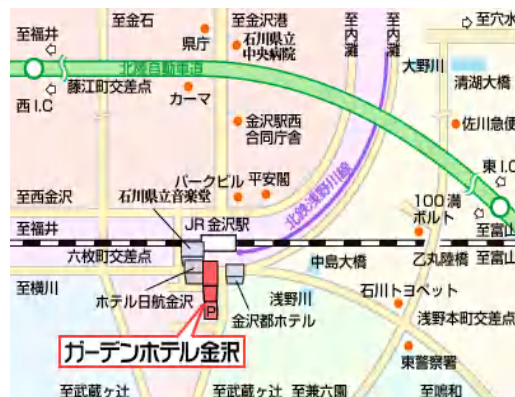 至金石
至金沢港
至内灘
至内灘
至穴水
至福井
県庁
石川県立
中央病院
大野川
清湖大橋
北陸自動車道
西I.C
藤江町交差点
カーマ
金沢駅西
合同庁舎
佐川急便
東I.C
至西金沢
パークビル
平安閣
石川県立音楽堂
北鉄浅野川線
100満
ボルト
至福井
JR金沢駅
至富山
六枚町交差点
中島大橋
乙丸陸橋
至富山
至横川
ホテル日航金沢
金沢都ホテル
浅野川
石川トヨペット
P
浅野本町交差点
ガーデンホテル金沢
東警察署
至武蔵ヶ辻
至武蔵ヶ辻
至兼六園
至鳴和